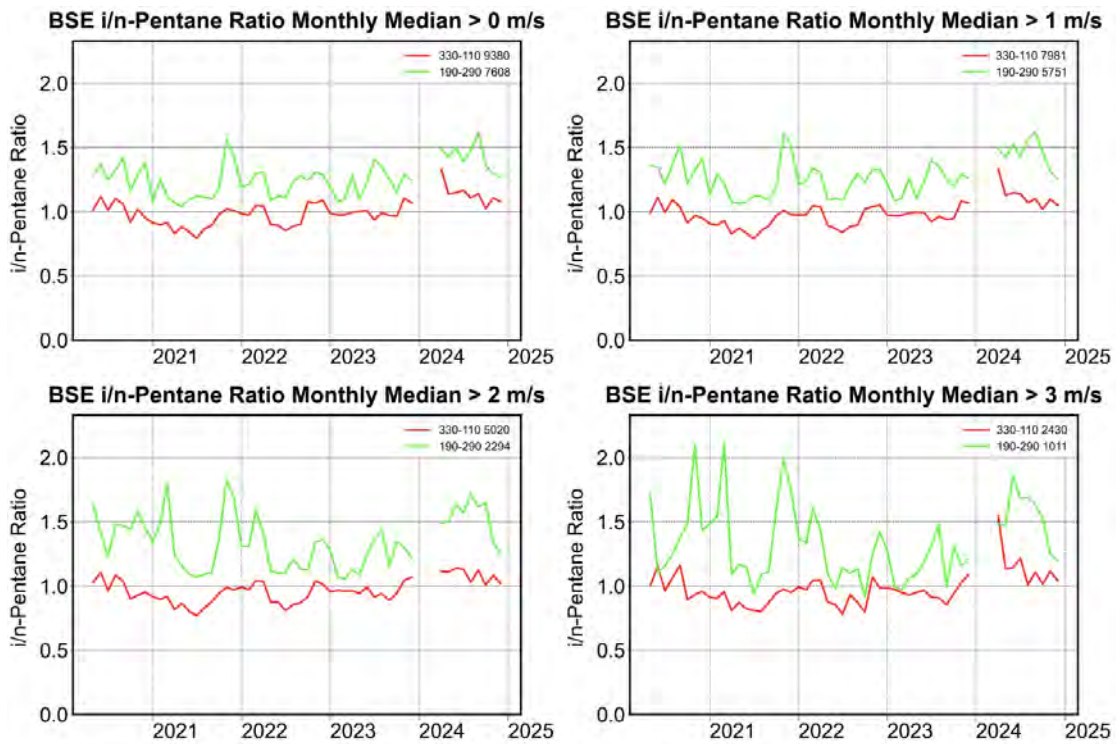 BSE i/n-Pentane Ratio Monthly Median > 0 m/s
330-110 9380
190-290 7608
i/n-Pentane Ratio
2.0
1.5
1.0
0.5
0.0
2021 2022 2023 2024 2025
BSE i/n-Pentane Ratio Monthly Median > 1 m/s
330-110 7981
190-290 5751
i/n-Pentane Ratio
2.0
1.5
1.0
0.5
0.0
2021 2022 2023 2024 2025
BSE i/n-Pentane Ratio Monthly Median > 2 m/s
330-110 5020
190-290 2294
i/n-Pentane Ratio
2.0
1.5
1.0
0.5
0.0
2021 2022 2023 2024 2025
BSE i/n-Pentane Ratio Monthly Median > 3 m/s
330-110 2430
190-290 1011
i/n-Pentane Ratio
2.0
1.5
1.0
0.5
0.0
2021 2022 2023 2024 2025